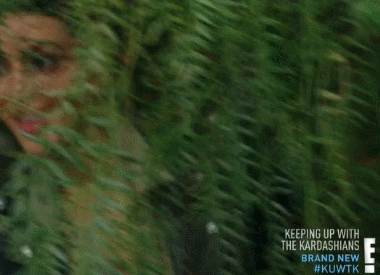 KEEPING UP WITH
THE KARDASHIANS
BRAND NEW
#KUWTK
E!